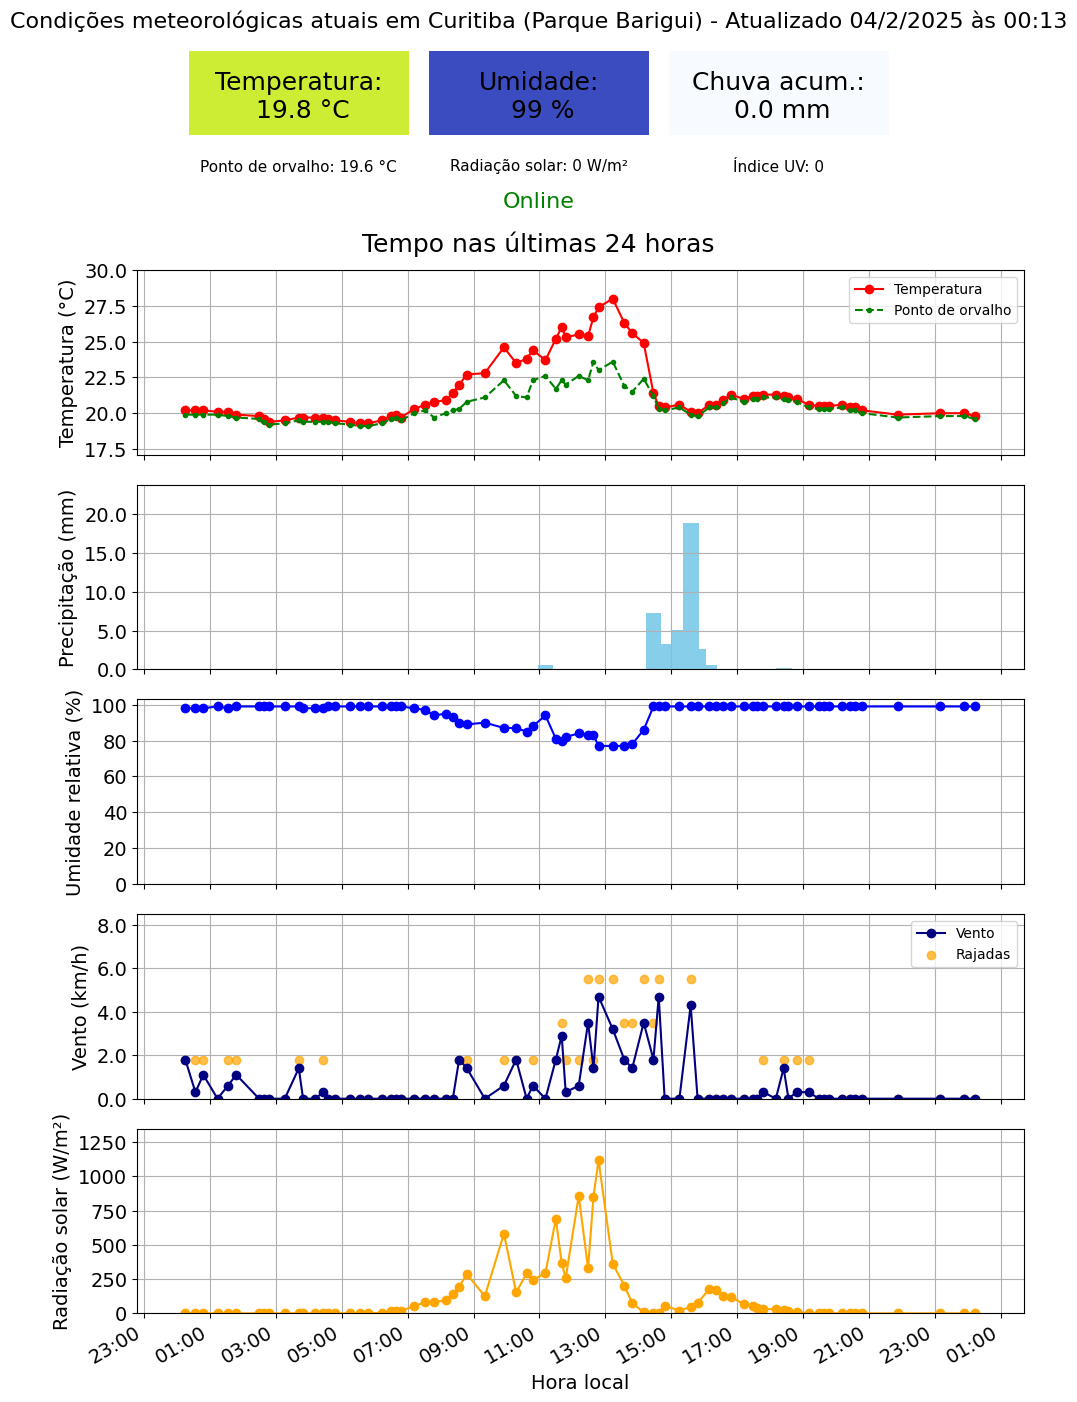 Condições meteorológicas atuais em Curitiba (Parque Barigui) - Atualizado 04/2/2025 às 00:13
Temperatura:
19.8 °C
Umidade:
99 %
Chuva acum.:
0.0 mm
Ponto de orvalho: 19.6 °C
Radiação solar: 0 W/m²
Índice UV: 0
Online
Tempo nas últimas 24 horas
Temperatura (°C)
30.0
27.5
25.0
22.5
20.0
17.5
Temperatura
Ponto de orvalho
Precipitação (mm)
20.0
15.0
10.0
5.0
0.0
Umidade relativa (%)
100
80
60
40
20
0
Vento (km/h)
8.0
6.0
4.0
2.0
0.0
Vento
Rajadas
Radiação solar (W/m²)
1250
1000
750
500
250
0
23:00
01:00
03:00
05:00
07:00
09:00
11:00
13:00
15:00
17:00
19:00
21:00
23:00
01:00
Hora local